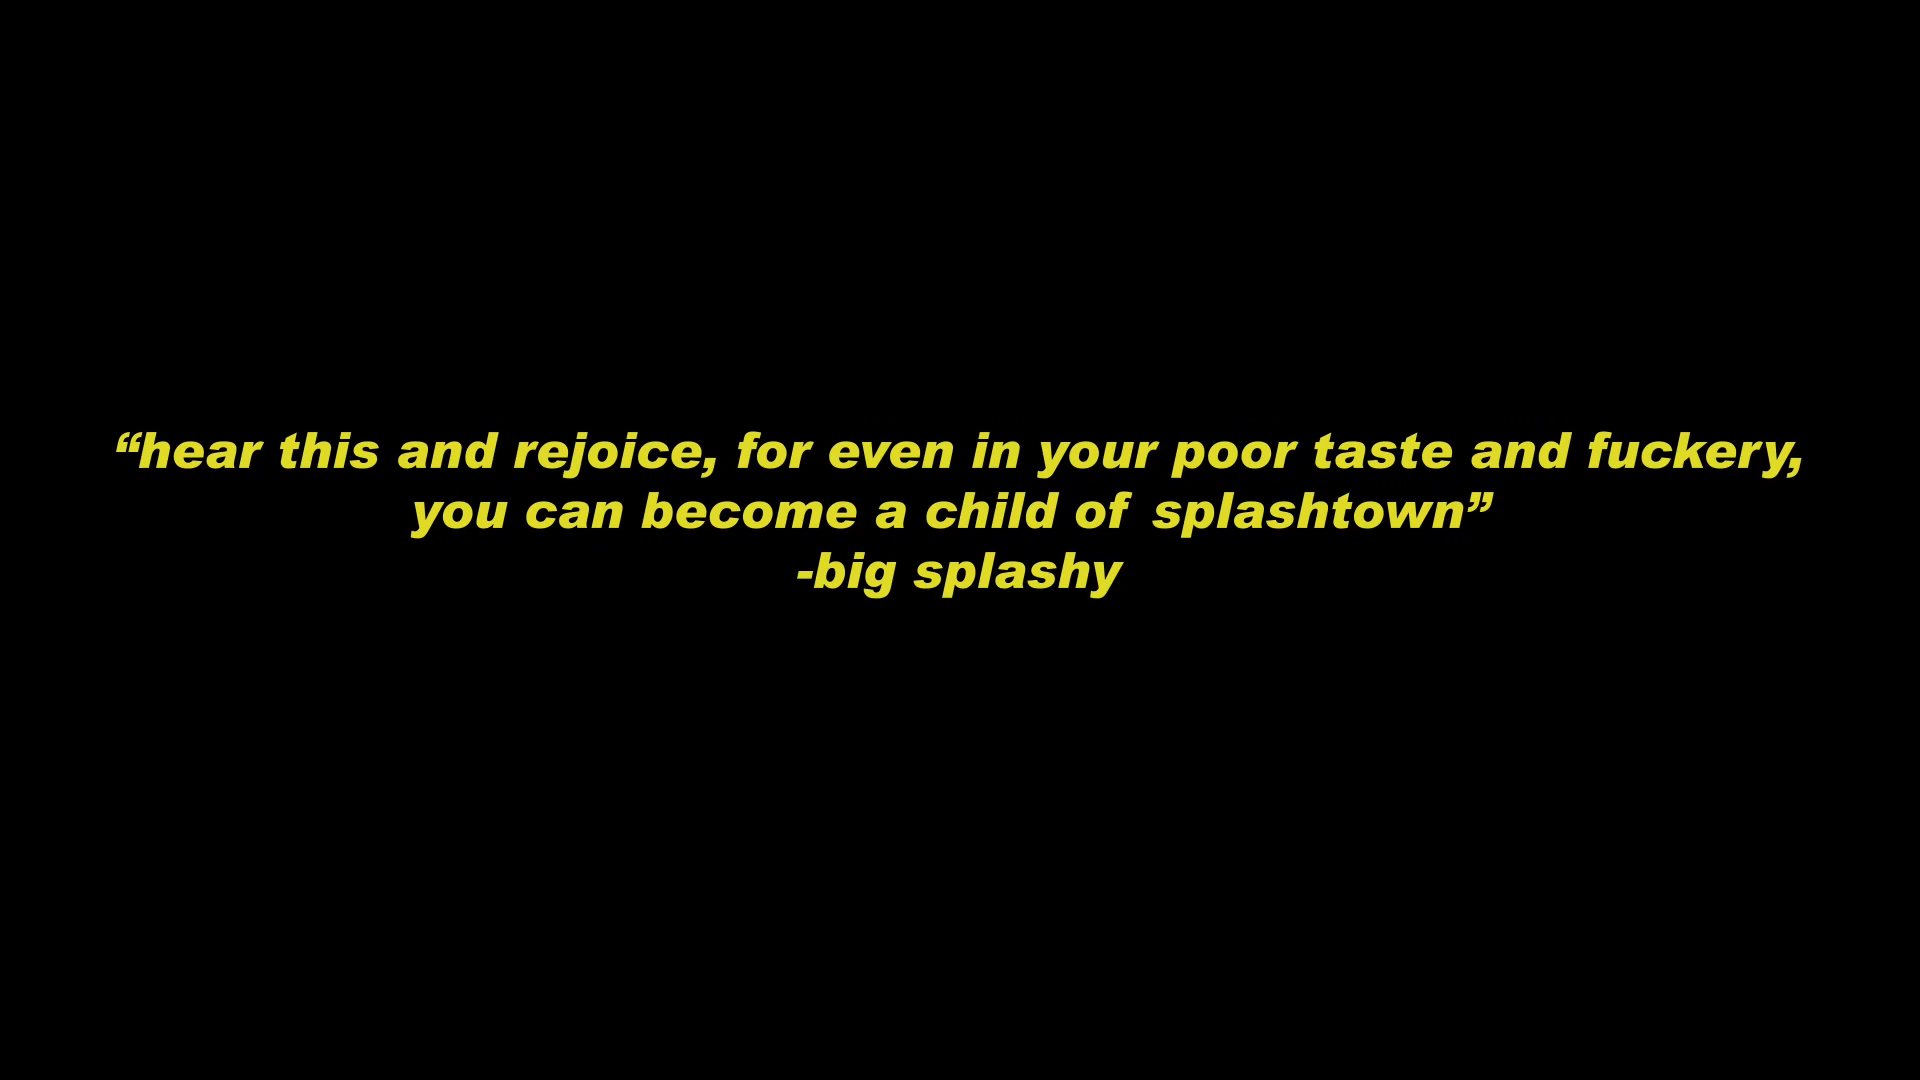 “hear this and rejoice, for even in your poor taste and fuckery,
you can become a child of splashtown”
-big splashy